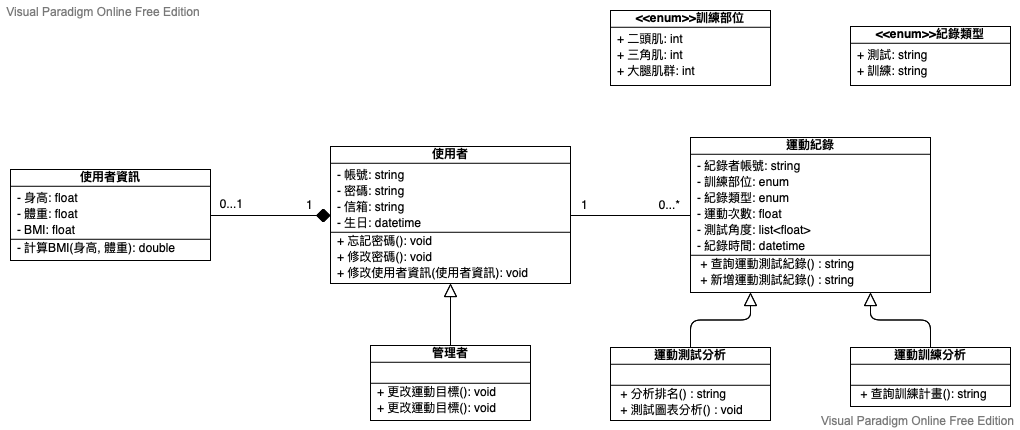 Visual Paradigm Online Free Edition
<<enum>>訓練部位
+ 二頭肌: int
+ 三角肌: int
+ 大腿肌群: int
<<enum>>紀錄類型
+ 測試: string
+ 訓練: string
使用者資訊
- 身高: float
- 體重: float
- BMI: float
- 計算BMI(身高, 體重): double
0...1
1
使用者
- 帳號: string
- 密碼: string
- 信箱: string
- 生日: datetime
+ 忘記密碼(): void
+ 修改密碼(): void
+ 修改使用者資訊(使用者資訊): void
1
0...*
運動紀錄
- 紀錄者帳號: string
- 訓練部位: enum
- 紀錄類型: enum
- 運動次數: float
- 測試角度: list<float>
- 紀錄時間: datetime
+ 查詢運動測試紀錄() : string
+ 新增運動測試紀錄() : string
管理者
+ 更改運動目標(): void
+ 更改運動目標(): void
運動測試分析
+ 分析排名() : string
+ 測試圖表分析() : void
運動訓練分析
+ 查詢訓練計畫(): string
Visual Paradigm Online Free Edition